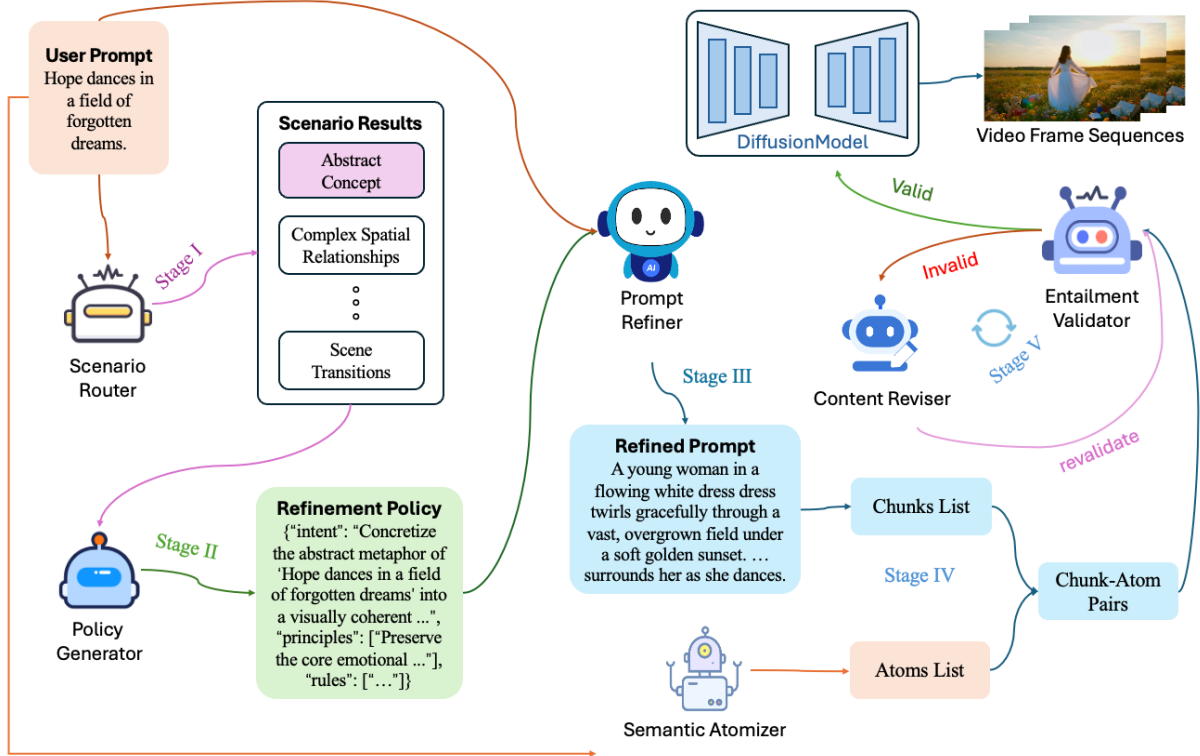 User Prompt
Hope dances in
a field of
forgotten
dreams.
Scenario Router
Stage I
Scenario Results
Abstract
Concept
Complex Spatial
Relationships
Scene
Transitions
Policy
Generator
Stage II
Refinement Policy
{“intent”: “Concretize
the abstract metaphor of
'Hope dances in a field
of forgotten dreams' into
a visually coherent ...”,
“principles”: [“Preserve
the core emotional ...”],
“rules”: [“…”]}
AI
Prompt
Refiner
Stage III
Refined Prompt
A young woman in a
flowing white dress dress
twirls gracefully through a
vast, overgrown field under
a soft golden sunset. …
surrounds her as she dances.
Semantic Atomizer
Chunks List
Stage IV
Atoms List
Chunk-Atom
Pairs
Entailment
Validator
Valid
Invalid
Content Reviser
Stage V
revalidate
DiffusionModel
Video Frame Sequences